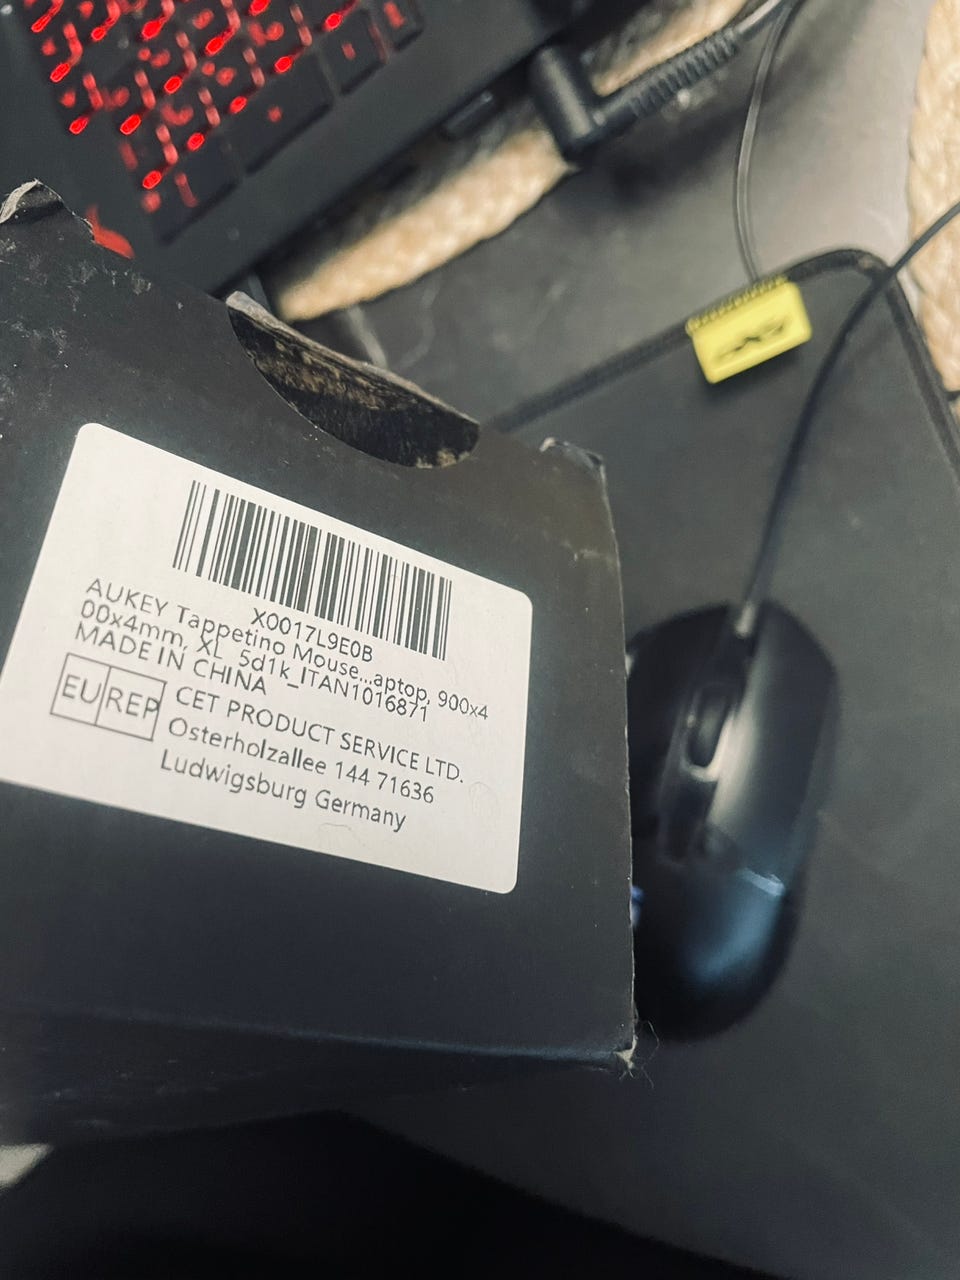 X0017L9E0B
AUKEY Tappetino Mouse...aptop, 900x4
00x4mm, XL_5d1k_ITAN1016871
MADE IN CHINA
EU REP
CET PRODUCT SERVICE LTD.
Osterholzallee 144 71636
Ludwigsburg Germany